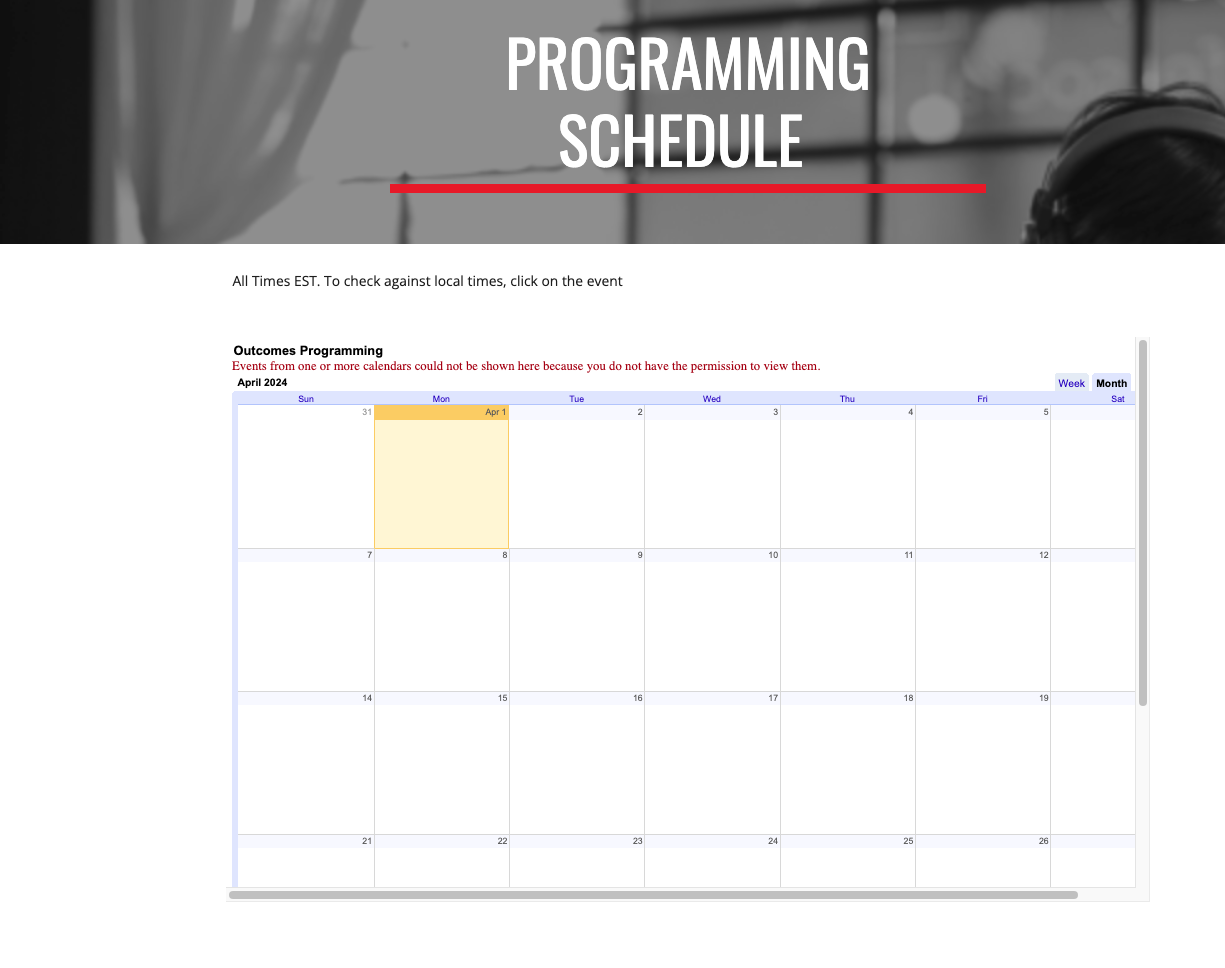 PROGRAMMING
SCHEDULE
All Times EST. To check against local times, click on the event
Outcomes Programming
Events from one or more calendars could not be shown here because you do not have the permission to view them.
April 2024
Week Month
Sun Mon Tue Wed Thu Fri Sat
31 Apr 1 2 3 4 5
7 8 9 10 11 12
14 15 16 17 18 19
21 22 23 24 25 26